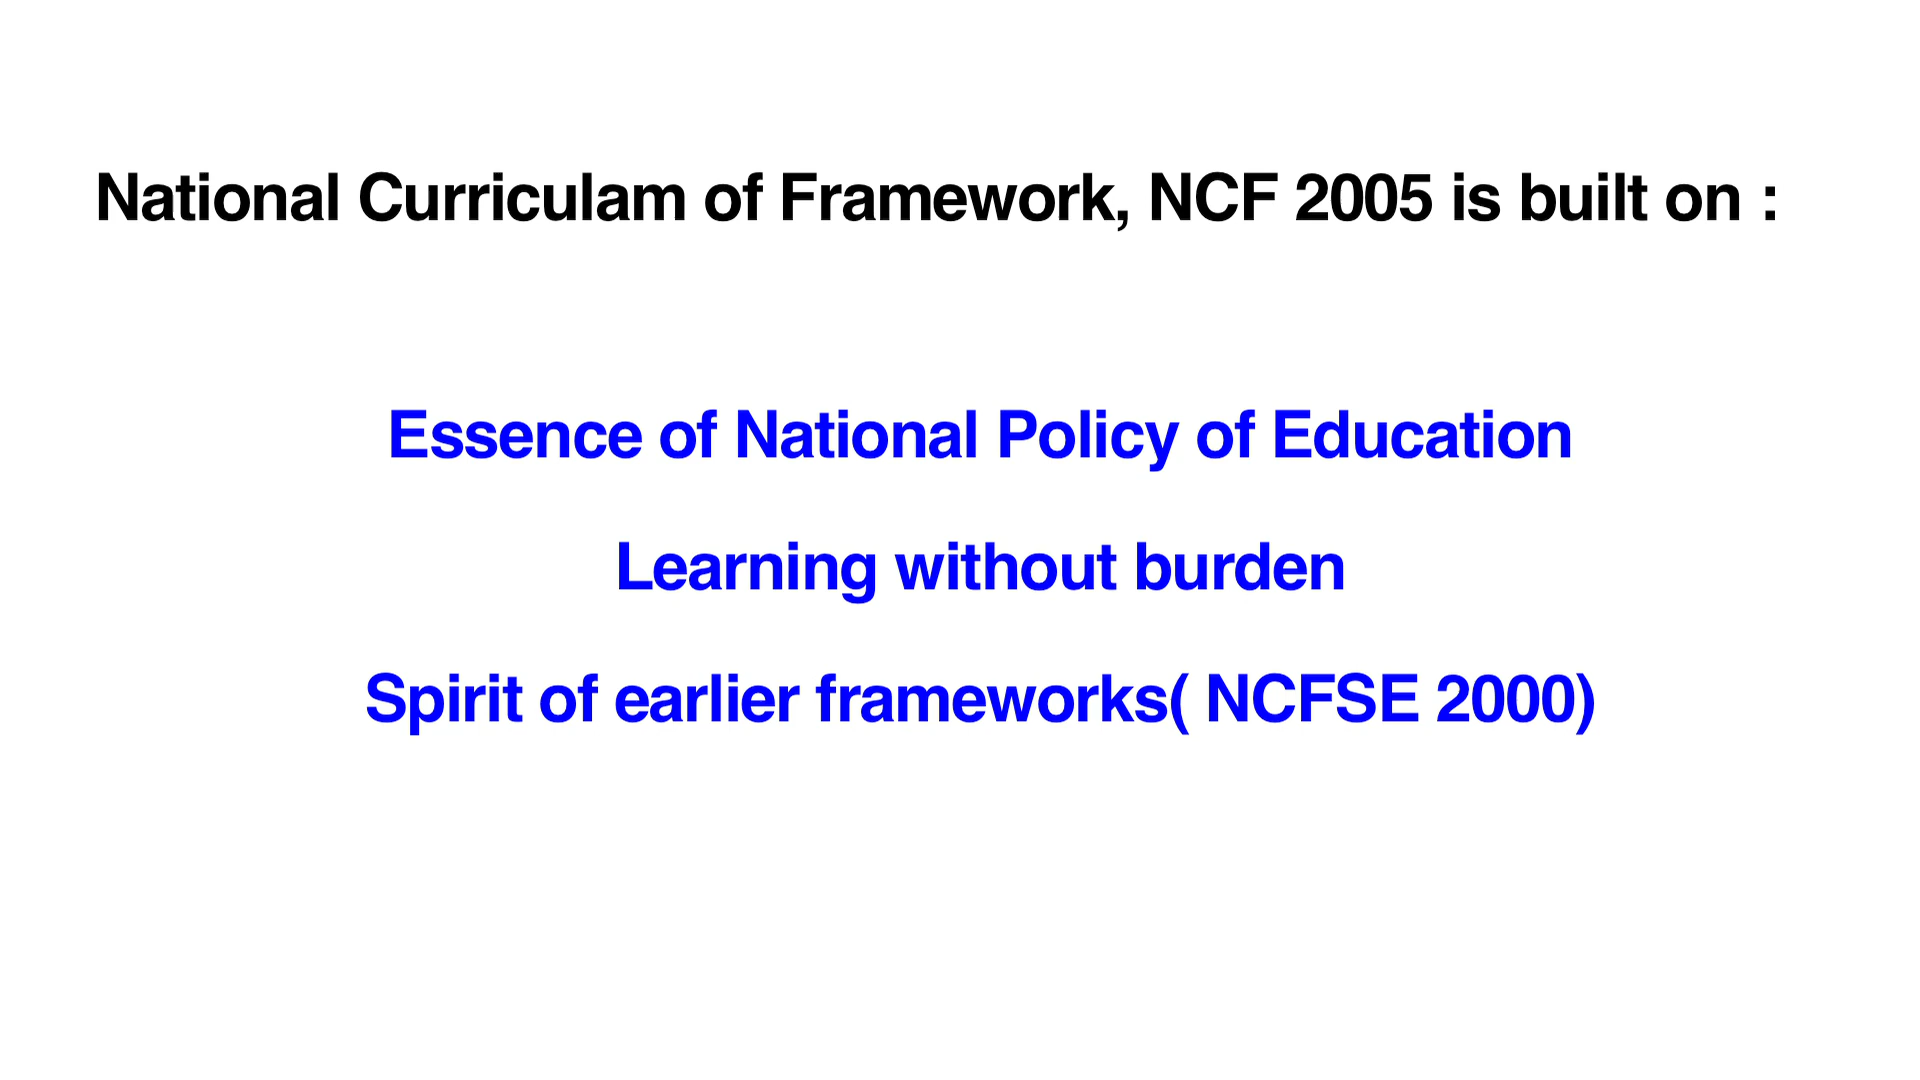 National Curriculam of Framework, NCF 2005 is built on :
Essence of National Policy of Education
Learning without burden
Spirit of earlier frameworks( NCFSE 2000)